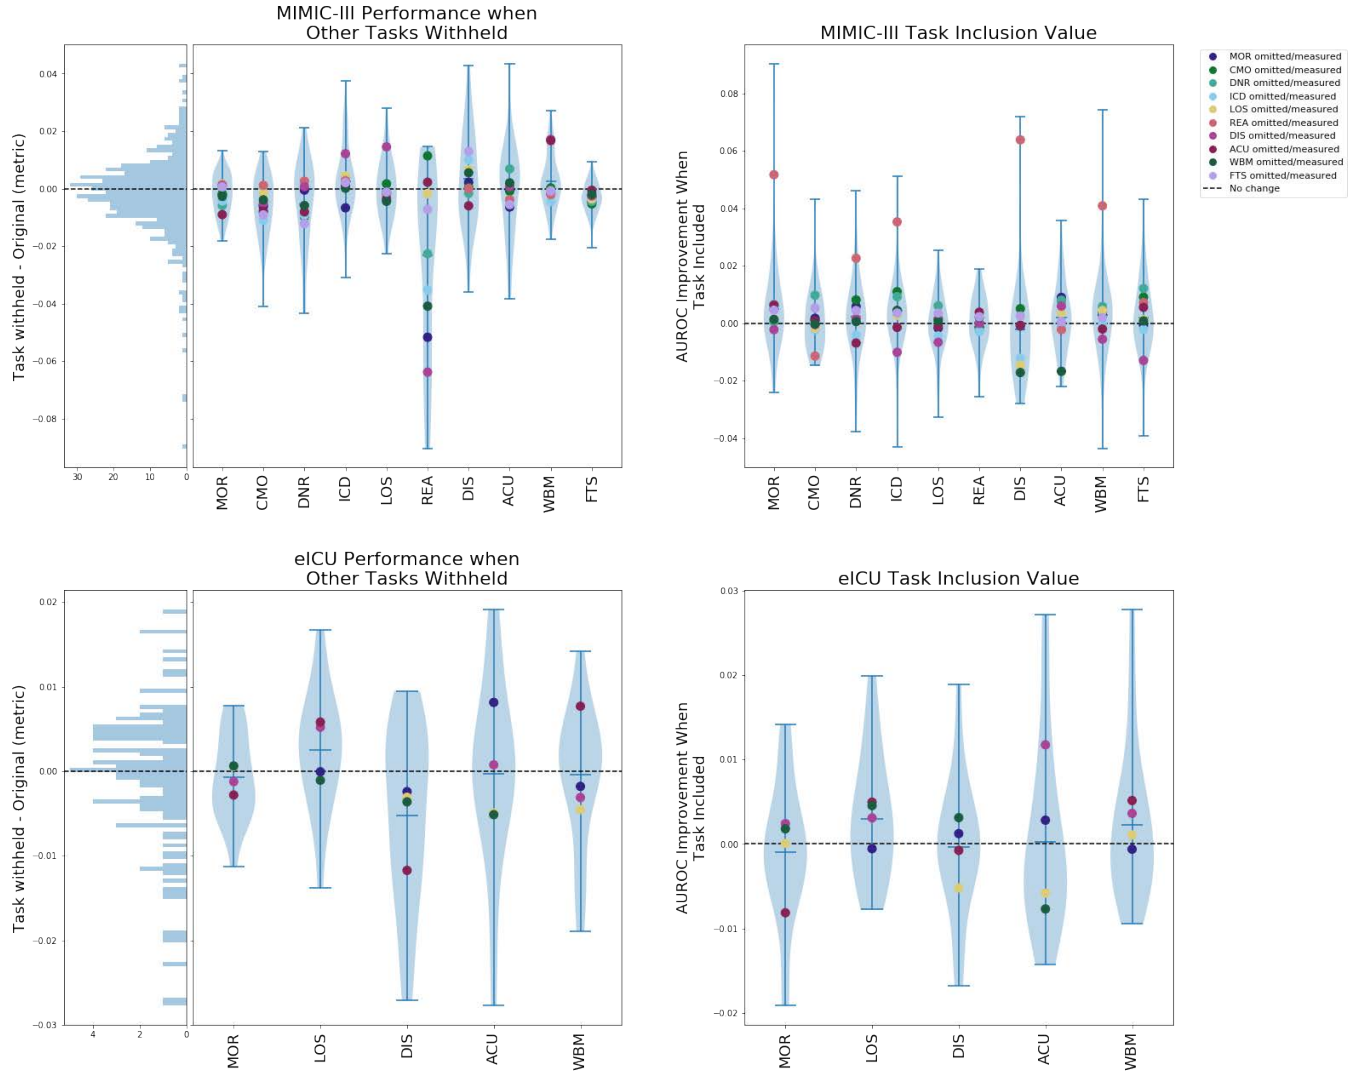 MIMIC-III Performance when
Other Tasks Withheld
Task withheld - Original (metric)
0.04
0.02
0.00
−0.02
−0.04
−0.06
−0.08
30
20
10
0
MOR
CMO
DNR
ICD
LOS
REA
DIS
ACU
WBM
FTS
MIMIC-III Task Inclusion Value
AUROC Improvement When
Task Included
0.08
0.06
0.04
0.02
0.00
−0.02
−0.04
MOR
CMO
DNR
ICD
LOS
REA
DIS
ACU
WBM
FTS
MOR omitted/measured
CMO omitted/measured
DNR omitted/measured
ICD omitted/measured
LOS omitted/measured
REA omitted/measured
DIS omitted/measured
ACU omitted/measured
WBM omitted/measured
FTS omitted/measured
No change
eICU Performance when
Other Tasks Withheld
Task withheld - Original (metric)
0.02
0.01
0.00
−0.01
−0.02
−0.03
4
2
0
MOR
LOS
DIS
ACU
WBM
eICU Task Inclusion Value
AUROC Improvement When
Task Included
0.03
0.02
0.01
0.00
−0.01
−0.02
MOR
LOS
DIS
ACU
WBM